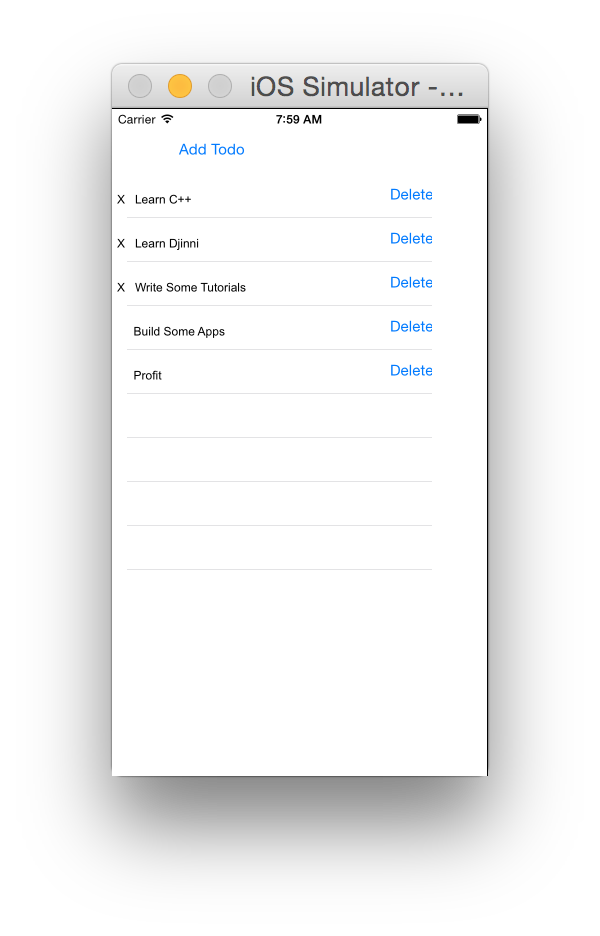 iOS Simulator -...
Carrier 7:59 AM
Add Todo
X Learn C++ Delete
X Learn Djinni Delete
X Write Some Tutorials Delete
Build Some Apps Delete
Profit Delete